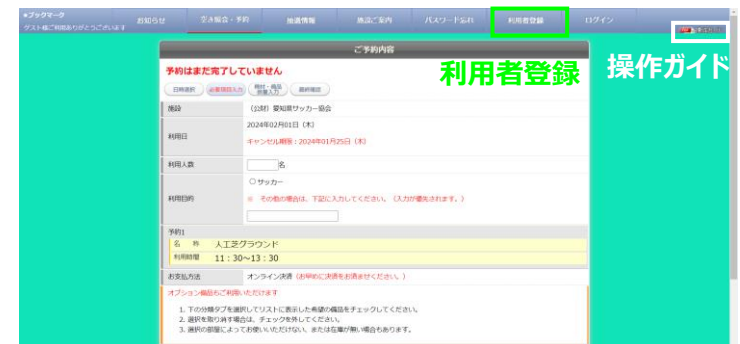 ★ブックマーク
ゲスト様ご利用ありがとうございます
お知らせ
空き照会・予約
抽選情報
施設ご案内
パスワード忘れ
利用者登録
ログイン
操作ガイド
利用者登録
ご予約内容
予約はまだ完了していません
日時選択
必要項目入力
最終確認
施設
(公財) 愛知県サッカー協会
利用日
2024年02月01日(木)
キャンセル期限:2024年01月25日(木)
利用人数
名
利用目的
サッカー
※ その他の場合は、下記に入力してください。(入力が優先されます。)
予約1
名 称 人工芝グラウンド
利用時間 11:30~13:30
お支払方法
オンライン決済 (お早めに決済をお済ませください。)
オプション備品もご利用いただけます
1. 下の分類タブを選択してリストに表示した希望の備品をチェックしてください。
2. 選択を取り消す場合は、チェックを外してください。
3. 選択の部屋によってお使いいただけない、または在庫が無い場合もあります。